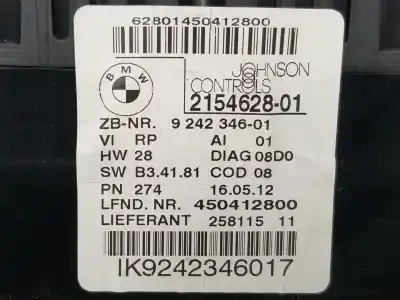 62801450412800
BMW
JOHNSON
CONTROLS
2154628-01
ZB-NR. 9 242 346-01
VI RP AI 01
HW 28 DIAG 08D0
SW B3.41.81 COD 08
PN 274 16.05.12
LFND. NR. 450412800
LIEFERANT 258115 11
IK9242346017